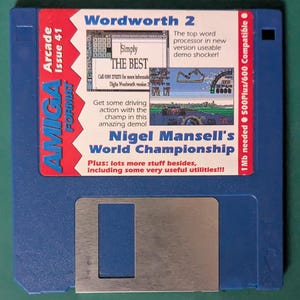 Arcade
Issue 41
AMIGA
FORMAT
Wordworth 2
Simply
THE BEST
The top word
processor in new
version useable
demo shocker!
Get some driving
action with the
champ in this
amazing demo!
Nigel Mansell's
World Championship
Plus: lots more stuff besides,
including some very useful utilities!!!
1Mb needed ● 500Plus/600 Compatible ●